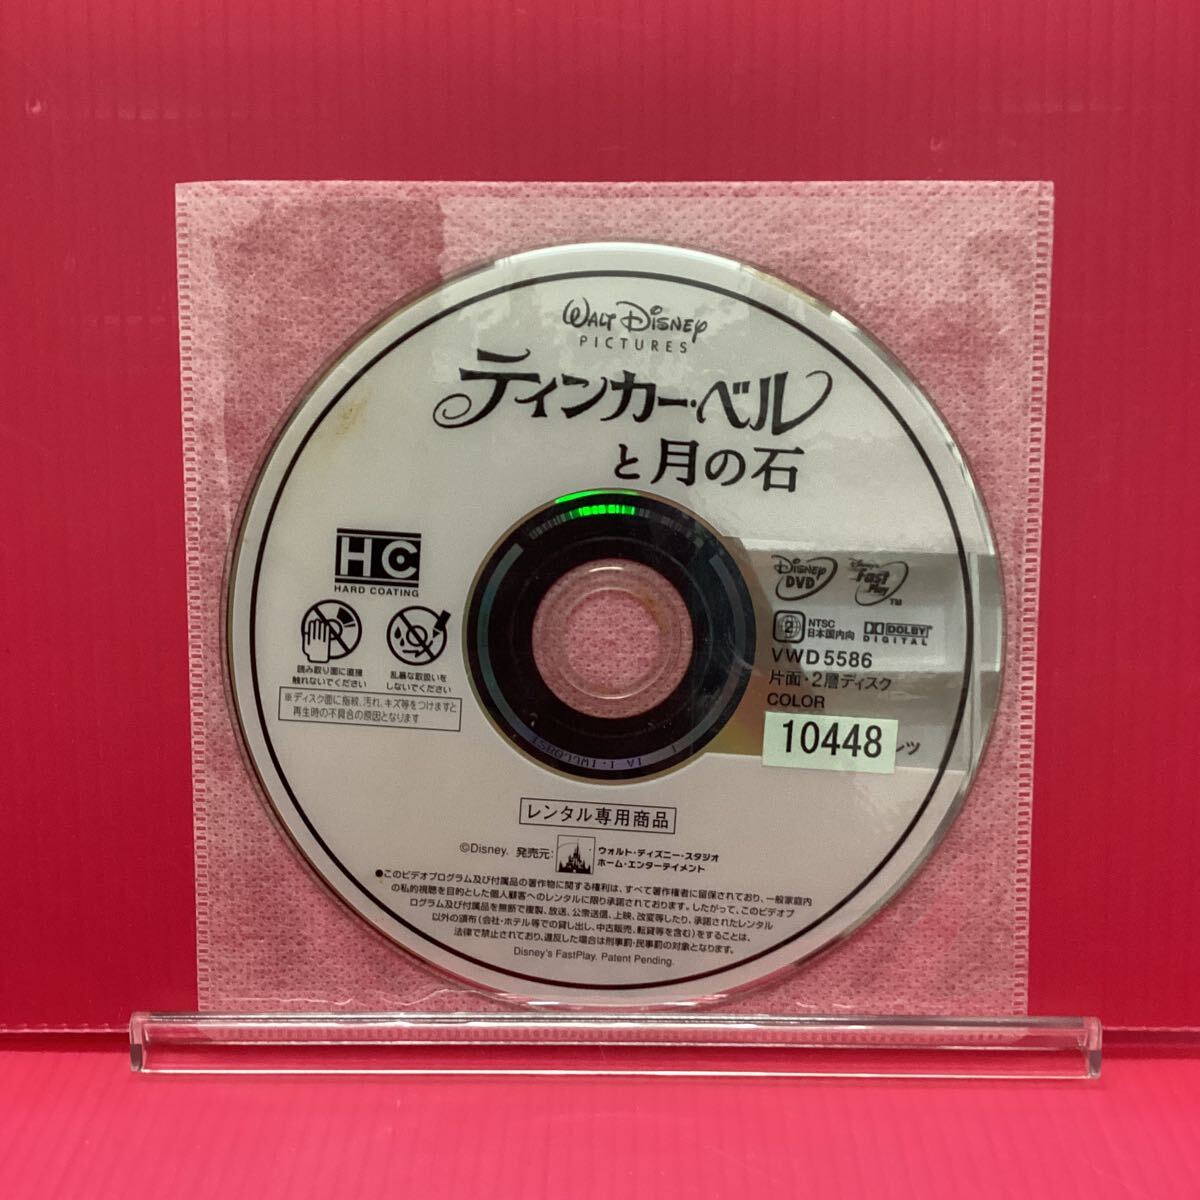 WALT DISNEY
PICTURES
ティンカー・ベル
と月の石
HC
HARD COATING
読み取り面に直接
触れないでください
乱暴な取扱いを
しないでください
※ディスク面に指紋、汚れ、キズ等をつけますと
再生時の不具合の原因となります
DISNEY
DVD
Disney's
Fast
Play
TM
2
NTSC
日本国内向
DOLBY
DIGITAL
VWD5586
片面・2層ディスク
COLOR
10448
レンタル専用商品
©Disney. 発売元:
ウォルト・ディズニー・スタジオ
ホーム・エンターテイメント
●このビデオプログラム及び付属品の著作物に関する権利は、すべて著作権者に留保されており、一般家庭内
の私的視聴を目的とした個人顧客へのレンタルに限り承諾されております。したがって、このビデオプ
ログラム及び付属品を無断で複製、放送、公衆送信、上映、改変等したり、承諾されたレンタル
以外の頒布(会社・ホテル等での貸し出し、中古販売、転貸等を含む)をすることは、
法律で禁止されており、違反した場合は刑事罰・民事罰の対象となります。
Disney's FastPlay. Patent Pending.